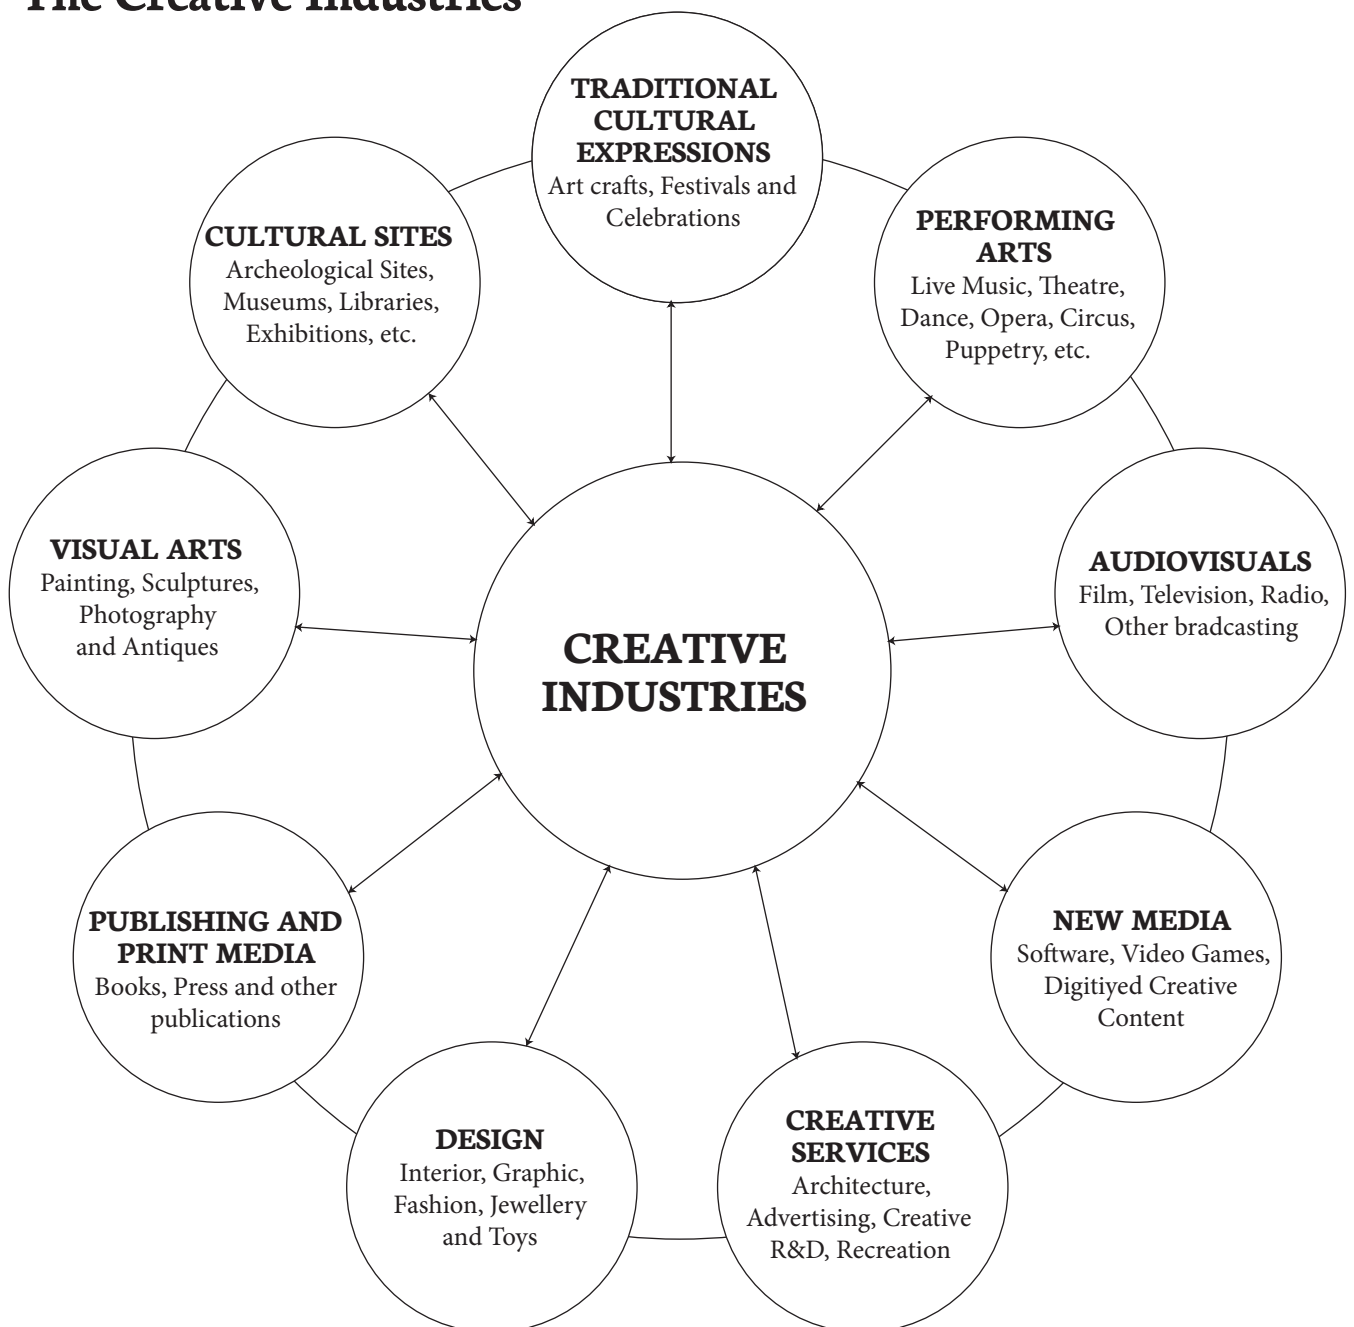 The Creative Industries
TRADITIONAL
CULTURAL
EXPRESSIONS
Art crafts, Festivals and
Celebrations
PERFORMING
ARTS
Live Music, Theatre,
Dance, Opera, Circus,
Puppetry, etc.
AUDIOVISUALS
Film, Television, Radio,
Other bradcasting
NEW MEDIA
Software, Video Games,
Digitiyed Creative
Content
CREATIVE
SERVICES
Architecture,
Advertising, Creative
R&D, Recreation
DESIGN
Interior, Graphic,
Fashion, Jewellery
and Toys
PUBLISHING AND
PRINT MEDIA
Books, Press and other
publications
VISUAL ARTS
Painting, Sculptures,
Photography
and Antiques
CULTURAL SITES
Archeological Sites,
Museums, Libraries,
Exhibitions, etc.
CREATIVE
INDUSTRIES